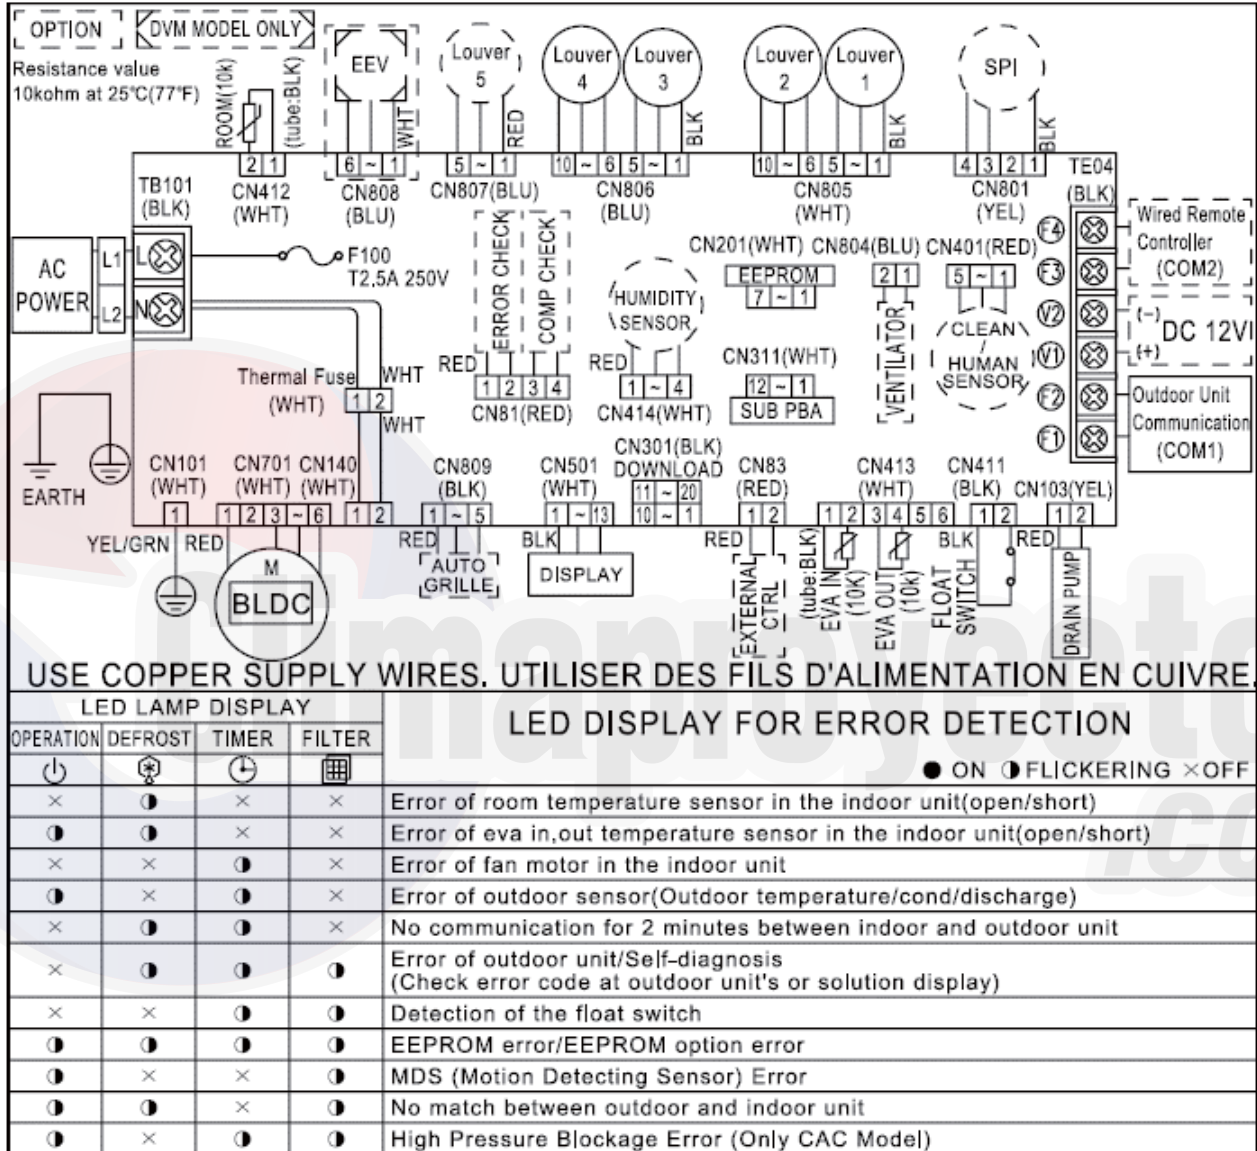 OPTION
DVM MODEL ONLY
Resistance value
10kohm at 25°C(77°F)
ROOM(10k)
(tube:BLK)
EEV
WHT
Louver
5
RED
Louver
4
Louver
3
BLK
Louver
2
Louver
1
BLK
SPI
BLK
2 1
6 ~ 1
5 ~ 1
10 ~ 6 5 ~ 1
10 ~ 6 5 ~ 1
4 3 2 1
TB101
(BLK)
CN412
(WHT)
CN808
(BLU)
CN807(BLU)
CN806
(BLU)
CN805
(WHT)
CN801
(YEL)
TE04
(BLK)
AC
POWER
L1
L2
L
N
F100
T2.5A 250V
ERROR CHECK
COMP CHECK
RED
1 2 3 4
CN81(RED)
HUMIDITY
SENSOR
RED
1 ~ 4
CN414(WHT)
CN201(WHT)
EEPROM
7 ~ 1
CN311(WHT)
12 ~ 1
SUB PBA
CN804(BLU)
2 1
VENTILATOR
CN401(RED)
5 ~ 1
CLEAN
/
HUMAN
SENSOR
F4
F3
V2
V1
F2
F1
Wired Remote
Controller
(COM2)
(-)
DC 12V
(+)
Outdoor Unit
Communication
(COM1)
Thermal Fuse
(WHT)
WHT
1 2
WHT
EARTH
CN101
(WHT)
CN701
(WHT)
CN140
(WHT)
CN809
(BLK)
CN501
(WHT)
CN301(BLK)
DOWNLOAD
11 ~ 20
10 ~ 1
CN83
(RED)
CN413
(WHT)
CN411
(BLK)
CN103(YEL)
1
1 2 3 ~ 6
1 2
1 ~ 5
1 ~ 13
1 2
1 2 3 4 5 6
1 2
1 2
YEL/GRN
RED
M
BLDC
RED
AUTO
GRILLE
BLK
DISPLAY
RED
EXTERNAL
CTRL
(tube:BLK)
EVA IN
(10K)
EVA OUT
(10k)
BLK
FLOAT
SWITCH
RED
DRAIN PUMP
USE COPPER SUPPLY WIRES. UTILISER DES FILS D'ALIMENTATION EN CUIVRE.
LED LAMP DISPLAY
LED DISPLAY FOR ERROR DETECTION
OPERATION DEFROST TIMER FILTER
● ON ◑ FLICKERING × OFF
× ◑ × × Error of room temperature sensor in the indoor unit(open/short)
◑ ◑ × × Error of eva in,out temperature sensor in the indoor unit(open/short)
× × ◑ × Error of fan motor in the indoor unit
◑ × ◑ × Error of outdoor sensor(Outdoor temperature/cond/discharge)
× ◑ ◑ × No communication for 2 minutes between indoor and outdoor unit
× ◑ ◑ ◑ Error of outdoor unit/Self-diagnosis
(Check error code at outdoor unit's or solution display)
× × ◑ ◑ Detection of the float switch
◑ ◑ ◑ ◑ EEPROM error/EEPROM option error
◑ × × ◑ MDS (Motion Detecting Sensor) Error
◑ ◑ × ◑ No match between outdoor and indoor unit
◑ × ◑ ◑ High Pressure Blockage Error (Only CAC Model)